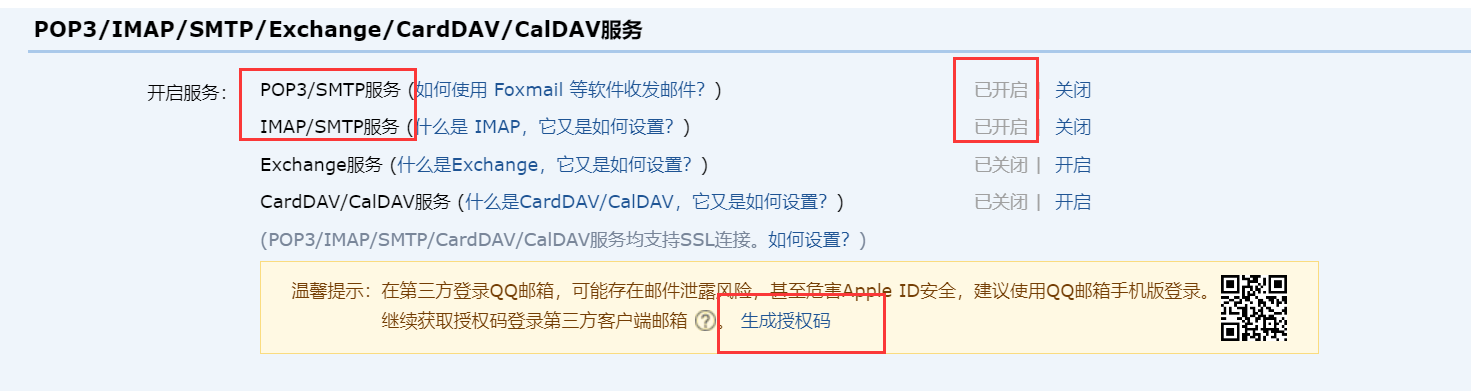 POP3/IMAP/SMTP/Exchange/CardDAV/CalDAV服务
开启服务： POP3/SMTP服务 (如何使用 Foxmail 等软件收发邮件？) 已开启 | 关闭
IMAP/SMTP服务 (什么是 IMAP，它又是如何设置？) 已开启 | 关闭
Exchange服务 (什么是Exchange，它又是如何设置？) 已关闭 | 开启
CardDAV/CalDAV服务 (什么是CardDAV/CalDAV，它又是如何设置？) 已关闭 | 开启
(POP3/IMAP/SMTP/CardDAV/CalDAV服务均支持SSL连接。如何设置？)
温馨提示：在第三方登录QQ邮箱，可能存在邮件泄露风险，甚至危害Apple ID安全，建议使用QQ邮箱手机版登录。
继续获取授权码登录第三方客户端邮箱 ?。 生成授权码